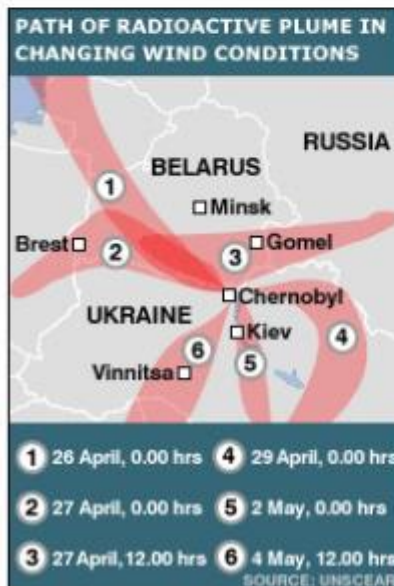 PATH OF RADIOACTIVE PLUME IN
CHANGING WIND CONDITIONS
RUSSIA
BELARUS
1
Minsk
Brest
2
3
Gomel
Chernobyl
UKRAINE
Kiev
4
6
5
Vinnitsa
1 26 April, 0.00 hrs
4 29 April, 0.00 hrs
2 27 April, 0.00 hrs
5 2 May, 0.00 hrs
3 27 April, 12.00 hrs
6 4 May, 12.00 hrs
SOURCE: UNSCEAR